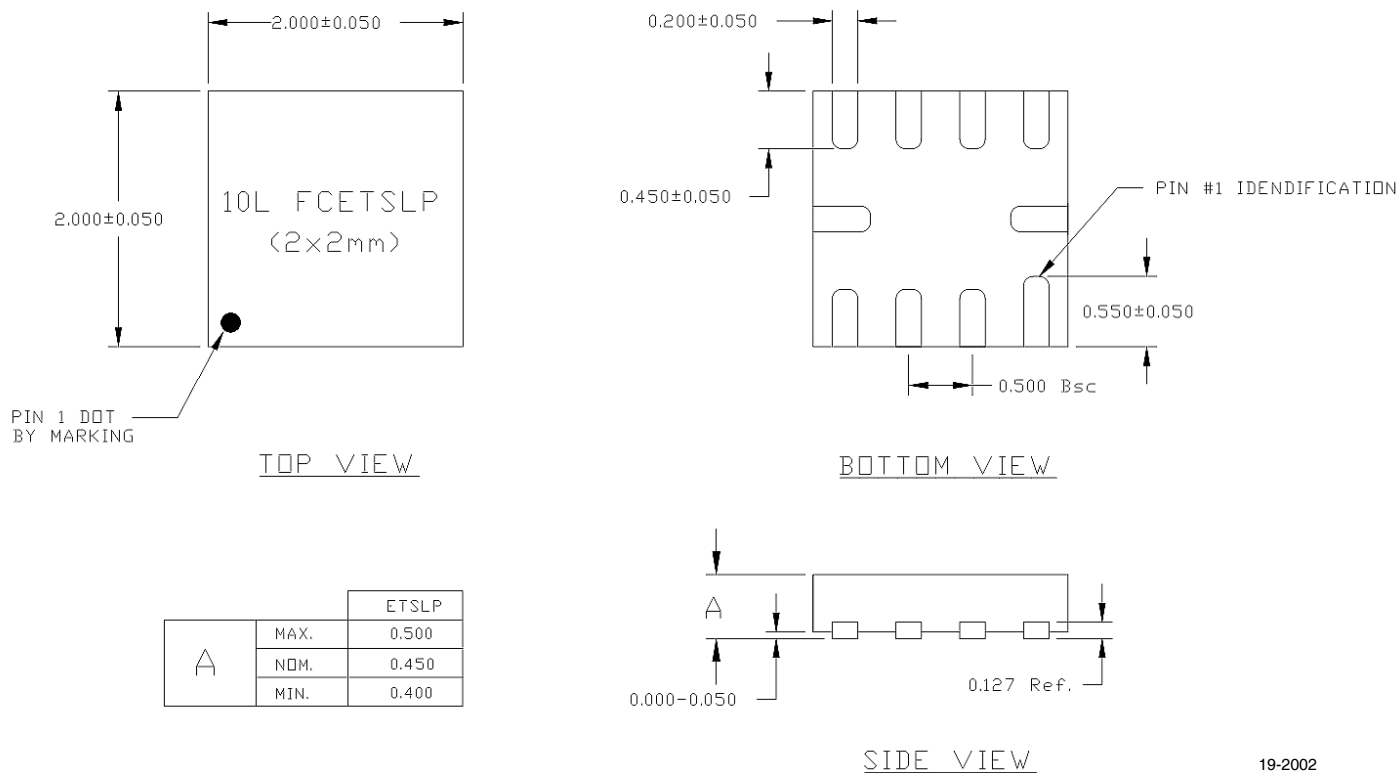 2.000±0.050
2.000±0.050
10L FCETSLP
(2x2mm)
PIN 1 DOT
BY MARKING
TOP VIEW
0.200±0.050
0.450±0.050
PIN #1 IDENDIFICATION
0.550±0.050
0.500 Bsc
BOTTOM VIEW
ETSLP
A
MAX. 0.500
NOM. 0.450
MIN. 0.400
A
0.000-0.050
0.127 Ref.
SIDE VIEW
19-2002